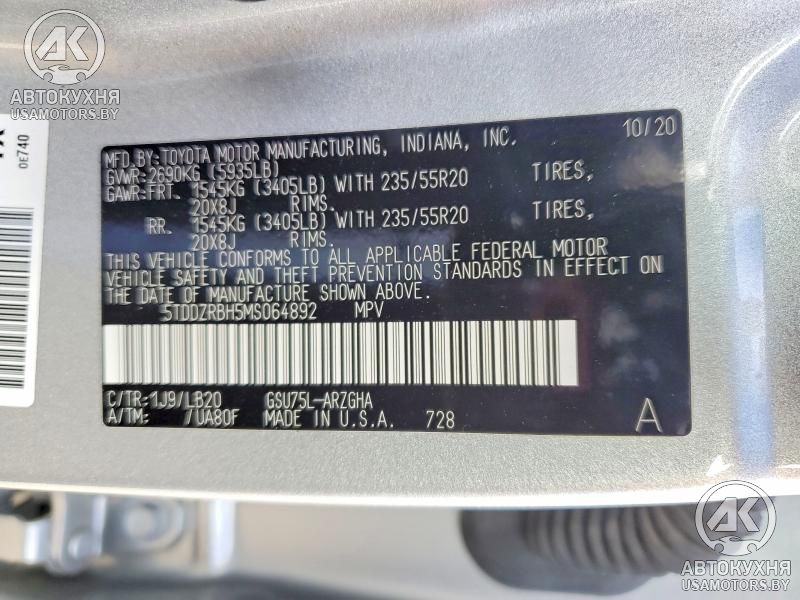 AK
АВТОКУХНЯ
USAMOTORS.BY
0E740
MFD.BY:TOYOTA MOTOR MANUFACTURING, INDIANA, INC. 10/20
GVWR:2690KG (5935LB)
GAWR:FRT. 1545KG (3405LB) WITH 235/55R20 TIRES,
20X8J RIMS.
RR. 1545KG (3405LB) WITH 235/55R20 TIRES,
20X8J RIMS.
THIS VEHICLE CONFORMS TO ALL APPLICABLE FEDERAL MOTOR
VEHICLE SAFETY AND THEFT PREVENTION STANDARDS IN EFFECT ON
THE DATE OF MANUFACTURE SHOWN ABOVE.
5TDDZRBH5MS064892 MPV
C/TR:1J9/LB20 GSU75L-ARZGHA
A/TM: /UA80F MADE IN U.S.A. 728 A
AK
АВТОКУХНЯ
USAMOTORS.BY